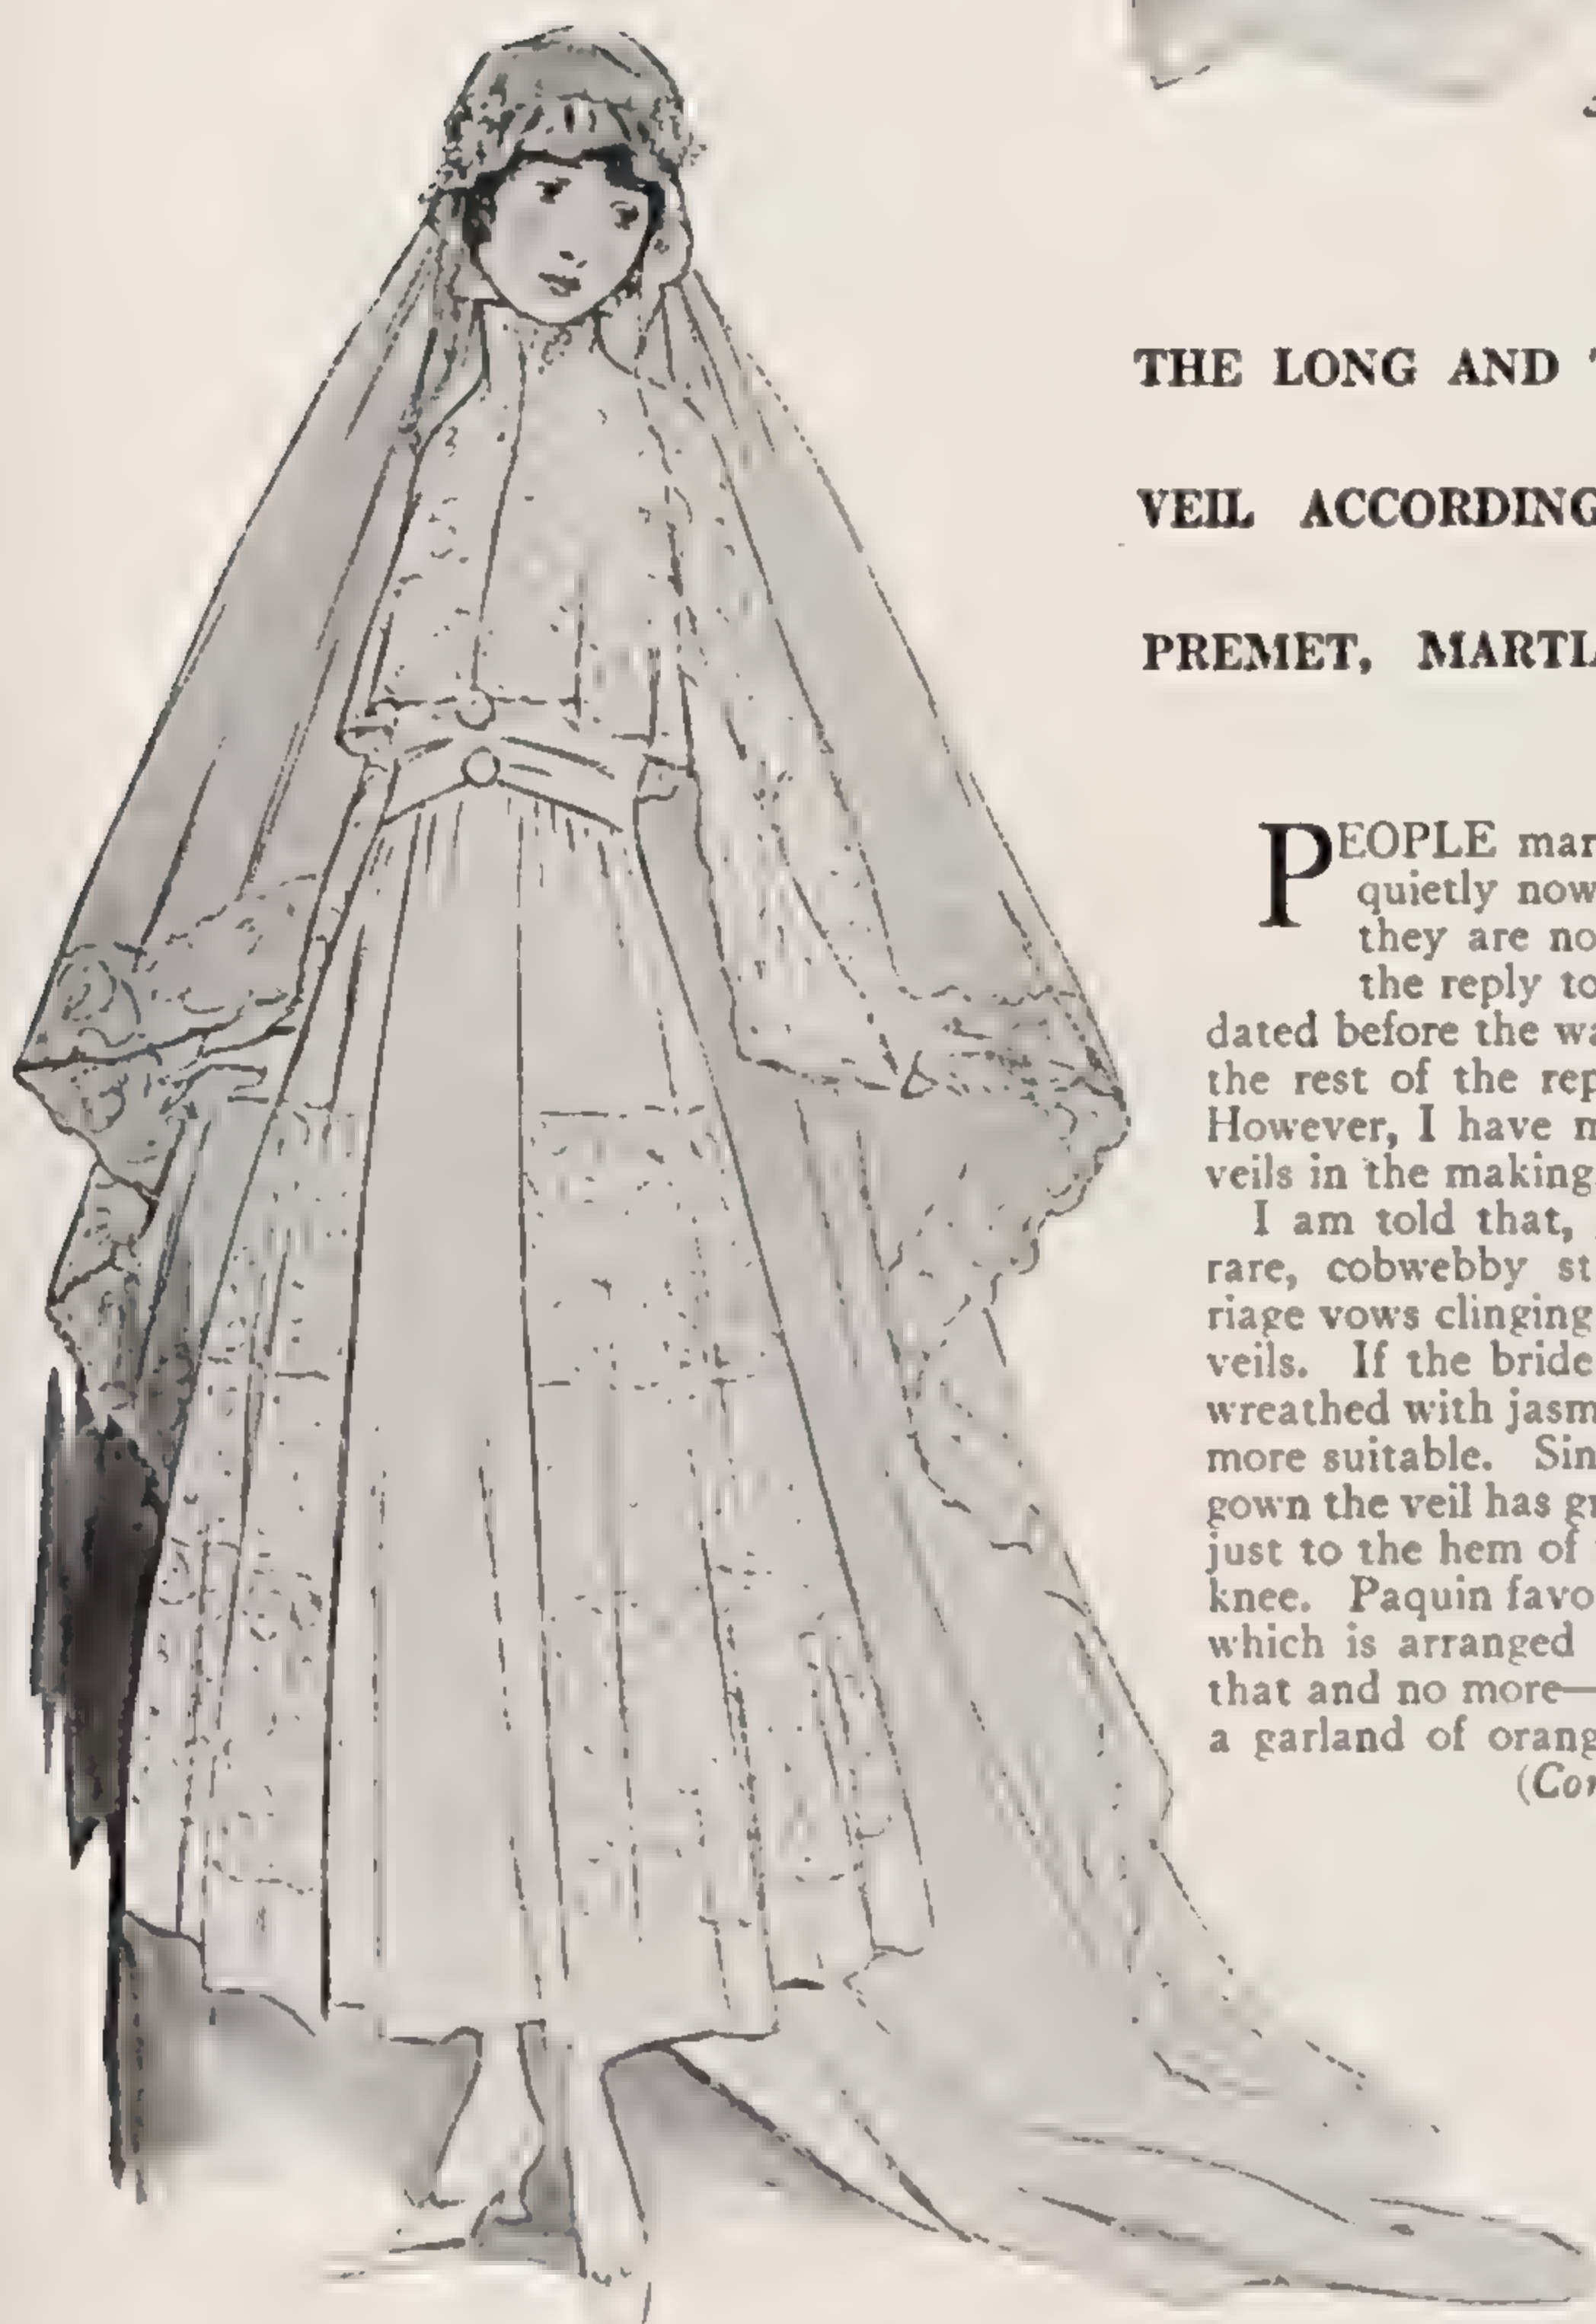 THE LONG AND
VEIL ACCORDING
PREMET, MARTIA
PEOPLE mar
quietly now
they are no
the reply to
dated before the wa
the rest of the rep
However, I have m
veils in the making
I am told that,
rare, cobwebby st
riage vows clinging
veils. If the bride
wreathed with jasm
more suitable. Sin
gown the veil has gr
just to the hem of
knee. Paquin favo
which is arranged
that and no more—
a garland of orang
(Con